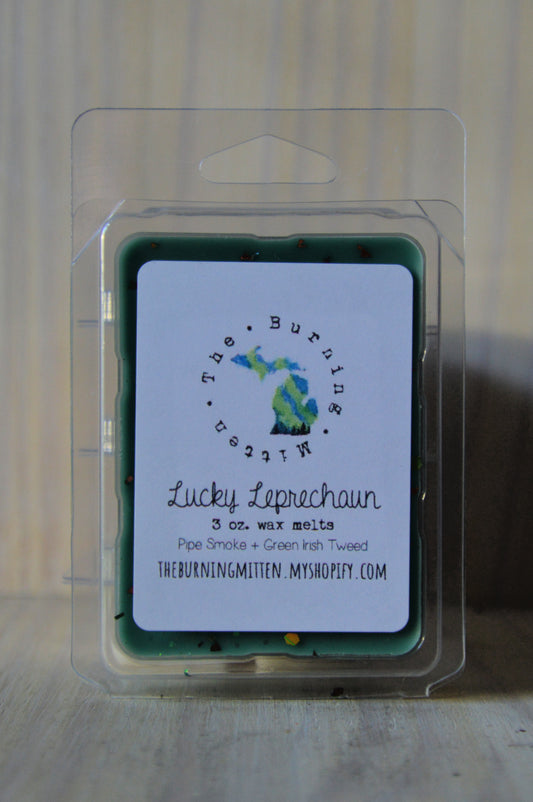 The • Burning • Mitten •
Lucky Leprechaun
3 oz. wax melts
Pipe Smoke + Green Irish Tweed
THEBURNINGMITTEN.MYSHOPIFY.COM